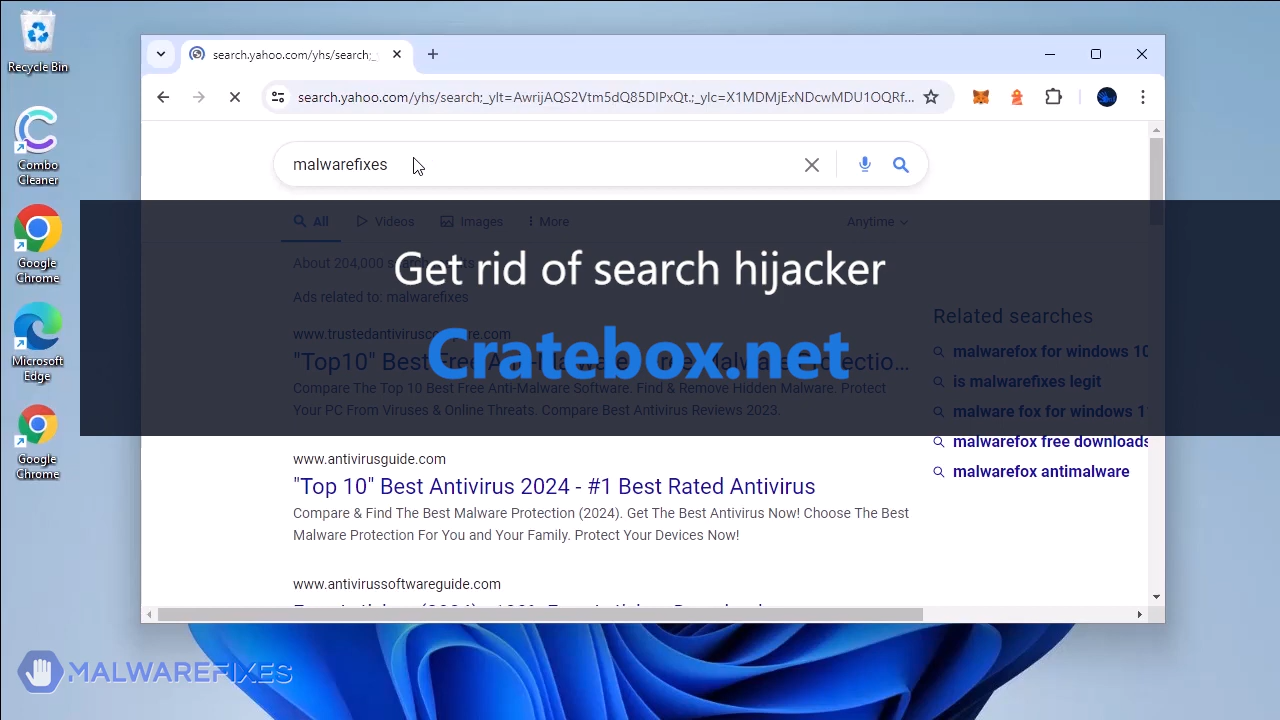 Recycle Bin
Combo
Cleaner
Google
Chrome
Microsoft
Edge
Google
Chrome
search.yahoo.com/yhs/search;_
search.yahoo.com/yhs/search;_ylt=AwrijAQS2Vtm5dQ85DIPxQt.;_ylc=X1MDMjExNDcwMDU1OQRf...
malwarefixes
All Videos Images More Anytime
About 204,000 search
Get rid of search hijacker
Ads related to: malwarefixes
Cratebox.net
"Top10" Best Free Anti-Malware
Compare The Top 10 Best Free Anti-Malware Software. Find & Remove Hidden Malware. Protect
Your PC From Viruses & Online Threats. Compare Best Antivirus Reviews 2023.
www.antivirusguide.com
"Top 10" Best Antivirus 2024 - #1 Best Rated Antivirus
Compare & Find The Best Malware Protection (2024). Get The Best Antivirus Now! Choose The Best
Malware Protection For You and Your Family. Protect Your Devices Now!
www.antivirussoftwareguide.com
Related searches
malwarefox for windows 10
is malwarefixes legit
malware fox for windows 1
malwarefox free downloads
malwarefox antimalware
MALWAREFIXES